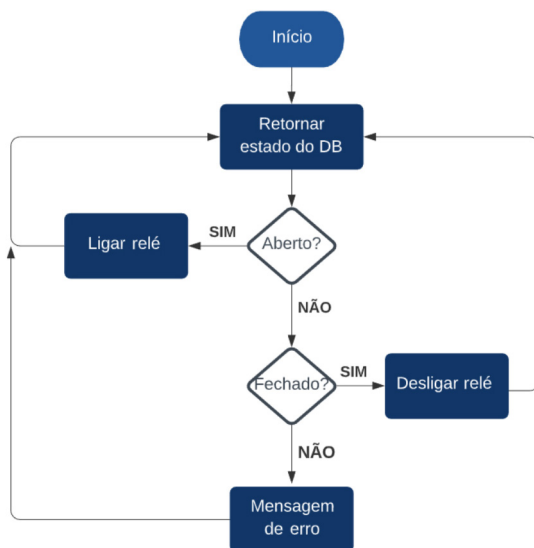 Início
Retornar
estado do DB
Ligar relé
SIM
Aberto?
NÃO
Fechado?
SIM
Desligar relé
NÃO
Mensagem
de erro